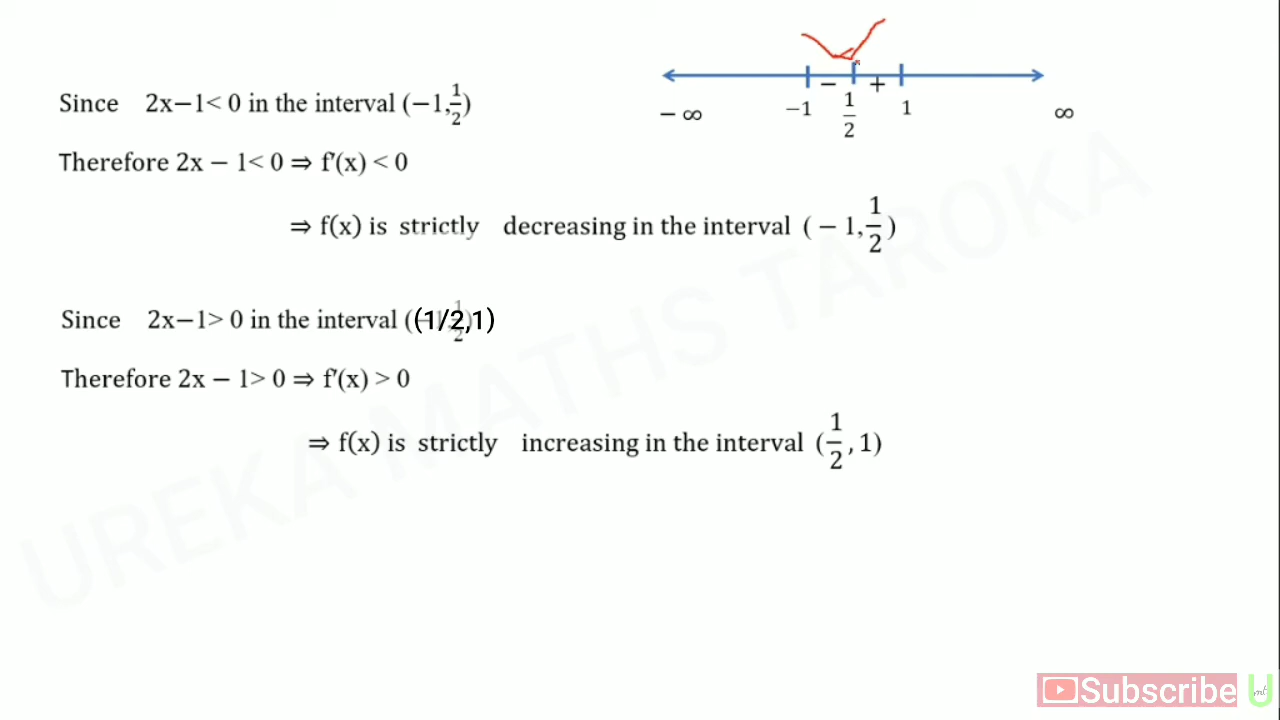 Since 2x−1< 0 in the interval (−1,1/2)
− + 
−∞ −1 1/2 1 ∞
Therefore 2x − 1< 0 ⇒ f'(x) < 0
⇒ f(x) is strictly decreasing in the interval (− 1,1/2)
Since 2x−1> 0 in the interval ((1/2,1)
Therefore 2x − 1> 0 ⇒ f'(x) > 0
⇒ f(x) is strictly increasing in the interval (1/2, 1)
UREKA MATHS TAROKA
Subscribe